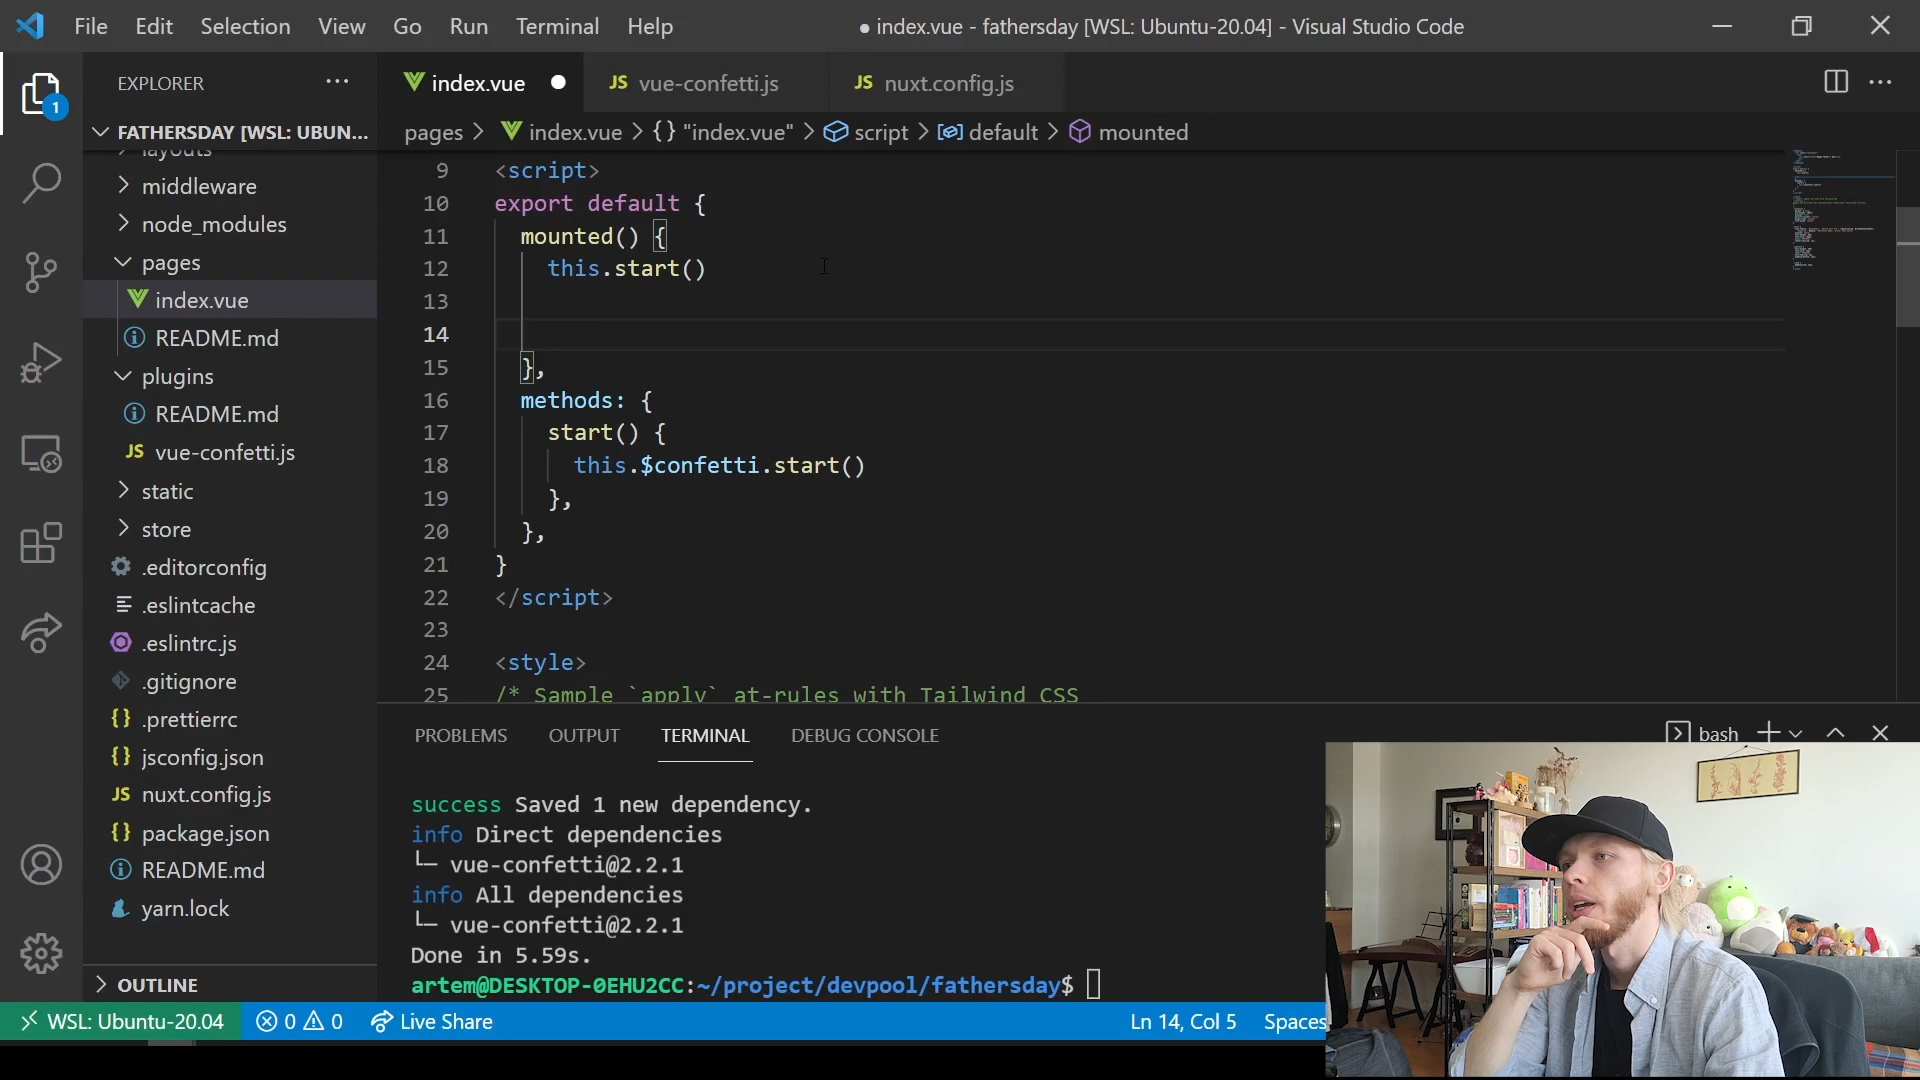 File Edit Selection View Go Run Terminal Help
● index.vue - fathersday [WSL: Ubuntu-20.04] - Visual Studio Code
EXPLORER ···
1
FATHERSDAY [WSL: UBUN...
layouts
middleware
node_modules
pages
index.vue
README.md
plugins
README.md
JS vue-confetti.js
static
store
.editorconfig
.eslintcache
.eslintrc.js
.gitignore
{} .prettierrc
{} jsconfig.json
JS nuxt.config.js
{} package.json
README.md
yarn.lock
OUTLINE
index.vue ● JS vue-confetti.js JS nuxt.config.js
pages > index.vue > {} "index.vue" > script > default > mounted
9 <script>
10 export default {
11 mounted() {
12 this.start()
13
14
15 },
16 methods: {
17 start() {
18 this.$confetti.start()
19 },
20 },
21 }
22 </script>
23
24 <style>
25 /* Sample `apply` at-rules with Tailwind CSS
PROBLEMS OUTPUT TERMINAL DEBUG CONSOLE
bash
success Saved 1 new dependency.
info Direct dependencies
└─ vue-confetti@2.2.1
info All dependencies
└─ vue-confetti@2.2.1
Done in 5.59s.
artem@DESKTOP-0EHU2CC:~/project/devpool/fathersday$
WSL: Ubuntu-20.04 0 0 Live Share Ln 14, Col 5 Spaces